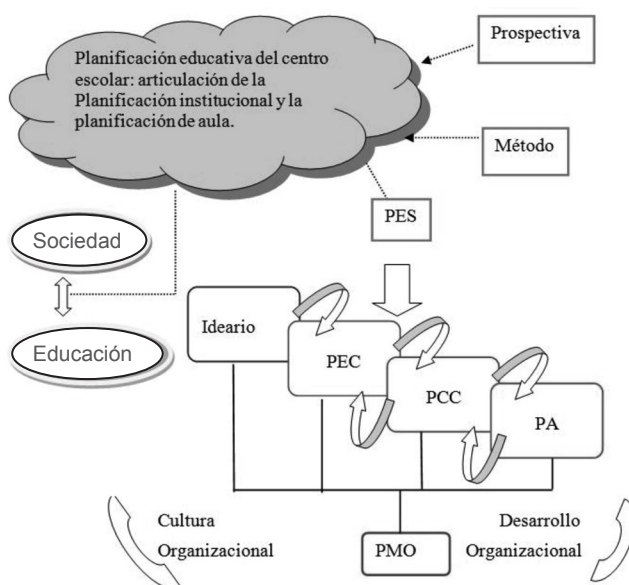 Prospectiva
Planificación educativa del centro
escolar: articulación de la
Planificación institucional y la
planificación de aula.
Método
PES
Sociedad
Educación
Ideario
PEC
PCC
PA
Cultura
Organizacional
PMO
Desarrollo
Organizacional